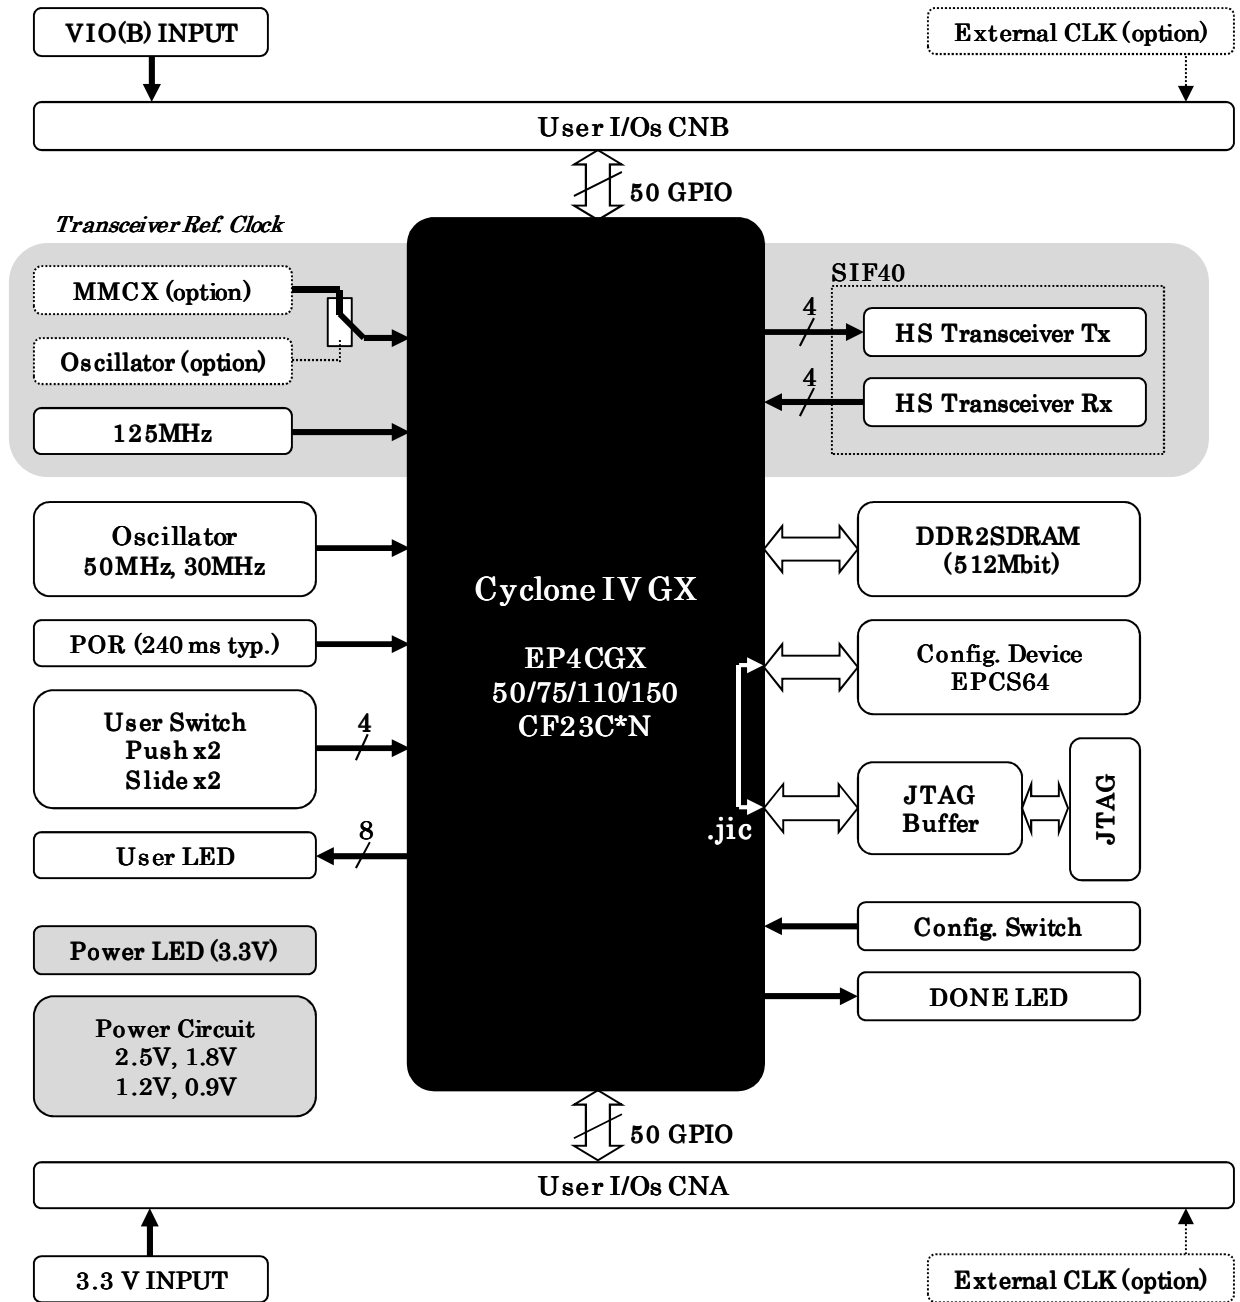 VIO(B) INPUT
External CLK (option)
User I/Os CNB
50 GPIO
Transceiver Ref. Clock
MMCX (option)
Oscillator (option)
125MHz
SIF40
4
HS Transceiver Tx
4
HS Transceiver Rx
Oscillator
50MHz, 30MHz
POR (240 ms typ.)
User Switch
Push x2
Slide x2
4
User LED
8
Power LED (3.3V)
Power Circuit
2.5V, 1.8V
1.2V, 0.9V
Cyclone IV GX
EP4CGX
50/75/110/150
CF23C*N
.jic
DDR2SDRAM
(512Mbit)
Config. Device
EPCS64
JTAG
Buffer
JTAG
Config. Switch
DONE LED
50 GPIO
User I/Os CNA
3.3 V INPUT
External CLK (option)